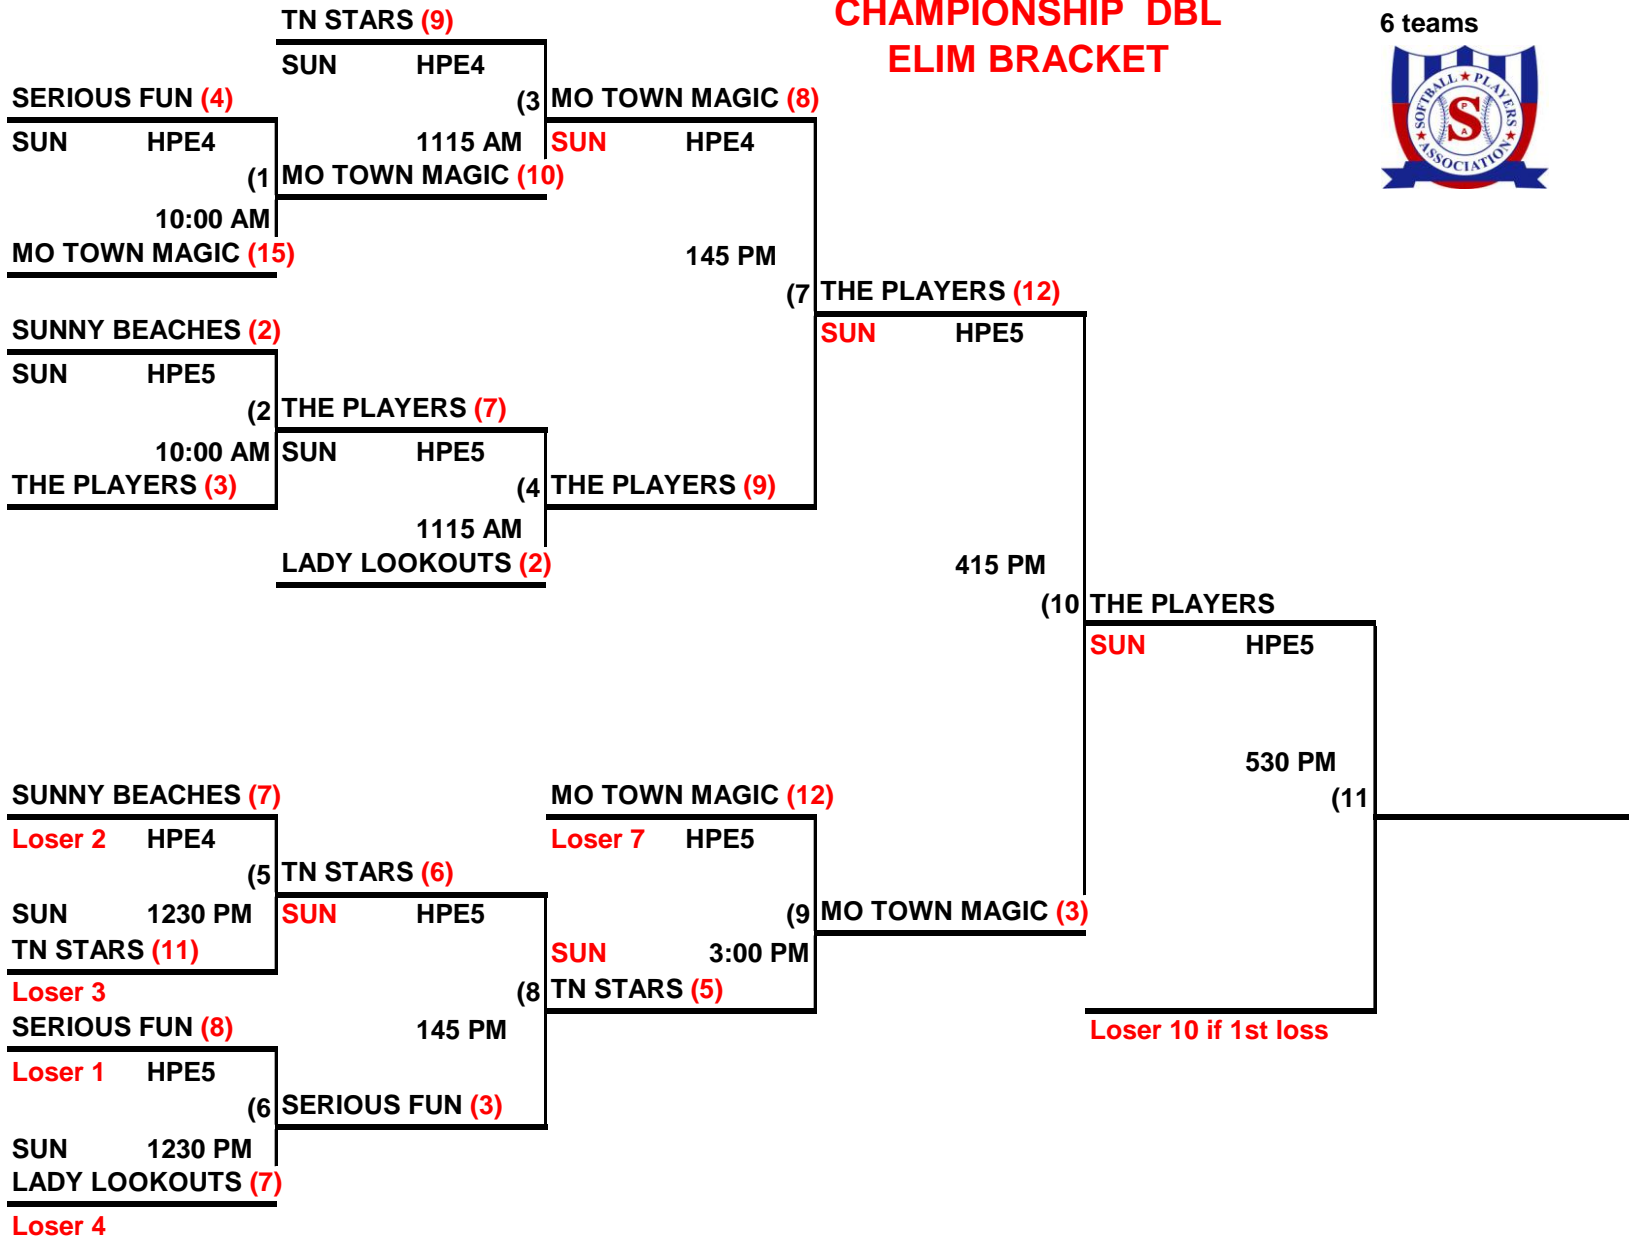 TN STARS (9)
CHAMPIONSHIP DBL
ELIM BRACKET
6 teams
SUN HPE4
SERIOUS FUN (4)
(3 MO TOWN MAGIC (8)
SUN HPE4
1115 AM SUN HPE4
(1 MO TOWN MAGIC (10)
10:00 AM
MO TOWN MAGIC (15)
145 PM
(7 THE PLAYERS (12)
SUNNY BEACHES (2)
SUN HPE5
SUN HPE5
(2 THE PLAYERS (7)
10:00 AM SUN HPE5
THE PLAYERS (3)
(4 THE PLAYERS (9)
1115 AM
LADY LOOKOUTS (2)
415 PM
(10 THE PLAYERS
SUN HPE5
530 PM
SUNNY BEACHES (7)
MO TOWN MAGIC (12)
(11
Loser 2 HPE4
Loser 7 HPE5
(5 TN STARS (6)
SUN 1230 PM SUN HPE5
(9 MO TOWN MAGIC (3)
TN STARS (11)
SUN 3:00 PM
Loser 3
(8 TN STARS (5)
SERIOUS FUN (8)
145 PM
Loser 10 if 1st loss
Loser 1 HPE5
(6 SERIOUS FUN (3)
SUN 1230 PM
LADY LOOKOUTS (7)
Loser 4
SOFTBALL ★ PLAYERS
★ ASSOCIATION ★
P
S
A